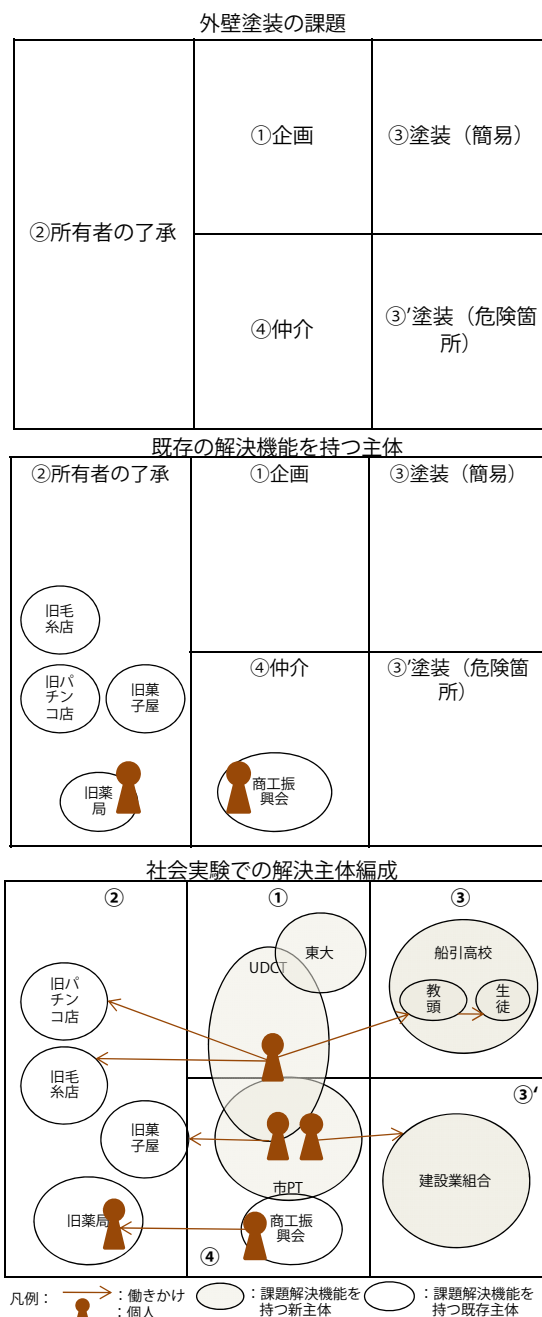 外壁塗装の課題
①企画
③塗装（簡易）
②所有者の了承
④仲介
③’塗装（危険箇
所）
既存の解決機能を持つ主体
②所有者の了承
①企画
③塗装（簡易）
旧毛
糸店
旧パ
チン
コ店
旧菓
子屋
旧薬
局
④仲介
商工振
興会
③’塗装（危険箇
所）
社会実験での解決主体編成
②
①
③
東大
UDCT
船引高校
教
頭
生
徒
旧パ
チン
コ店
旧毛
糸店
旧菓
子屋
旧薬局
市PT
商工振
興会
④
③’
建設業組合
凡例：
：働きかけ
：個人
：課題解決機能を
持つ新主体
：課題解決機能を
持つ既存主体